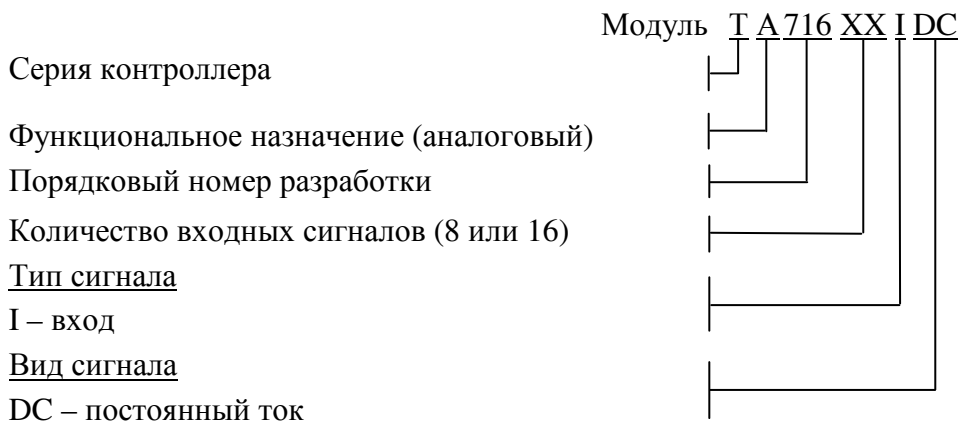 Модуль T A 716 XX I DC
Серия контроллера
Функциональное назначение (аналоговый)
Порядковый номер разработки
Количество входных сигналов (8 или 16)
Тип сигнала
I – вход
Вид сигнала
DC – постоянный ток